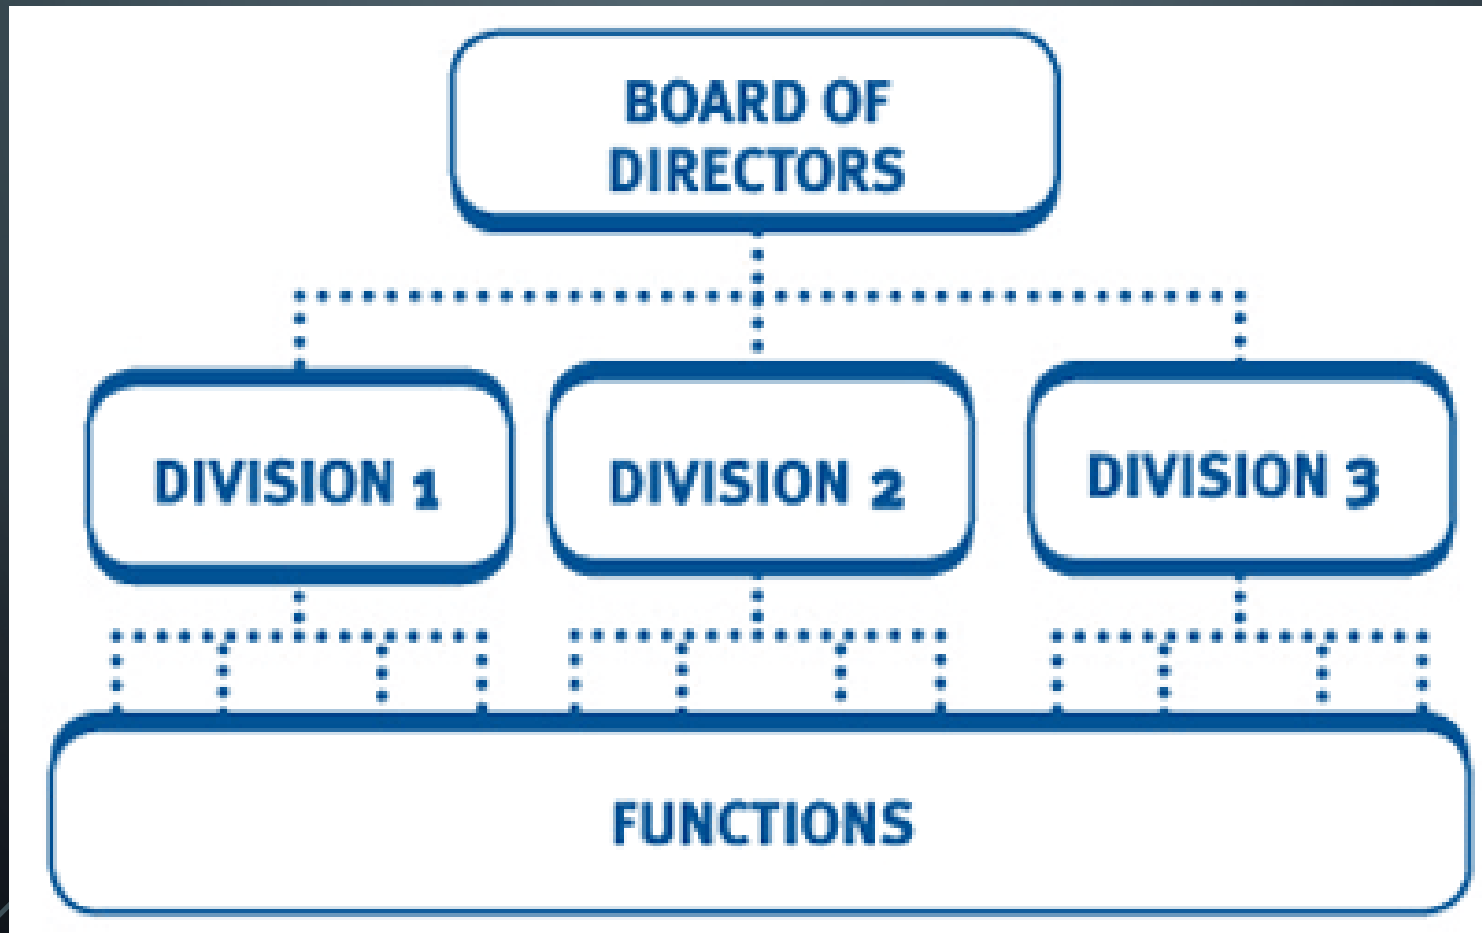 BOARD OF
DIRECTORS
DIVISION 1
DIVISION 2
DIVISION 3
FUNCTIONS